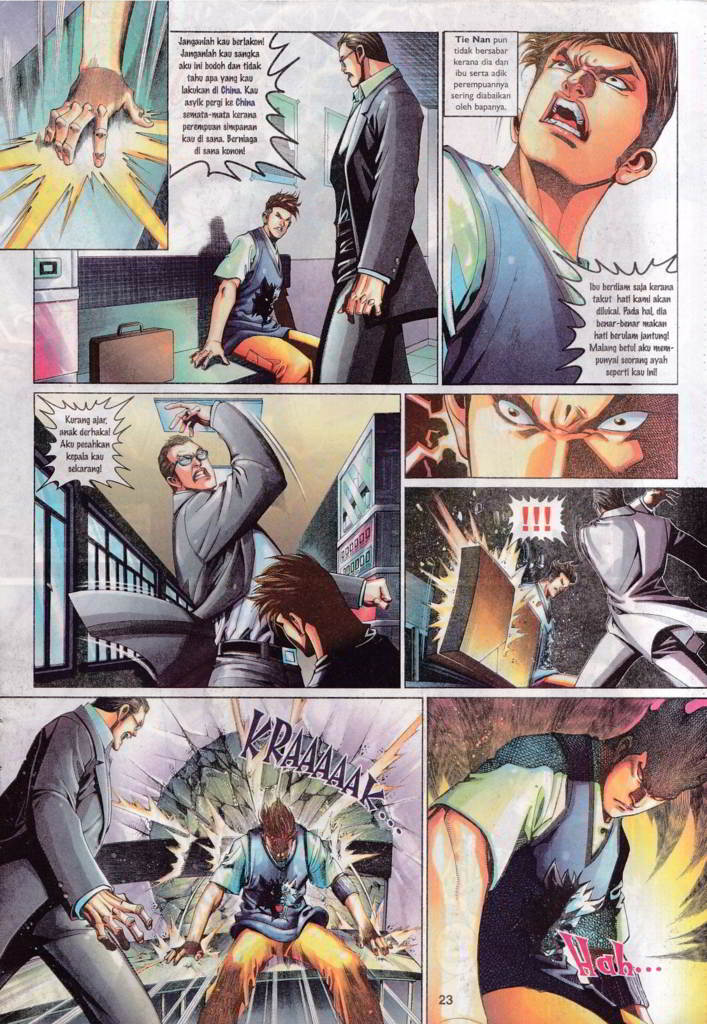 Janganlah kau berlakon!
Janganlah kau sangka
aku ini bodoh dan tidak
tahu apa yang kau
lakukan di China. Kau
asyik pergi ke China
semata-mata kerana
perempuan simpanan
kau di sana. Berniaga
di sana konon!
Tie Nan pun
tidak bersabar
kerana dia dan
ibu serta adik
perempuannya
sering diabaikan
oleh bapanya.
Ibu berdiam saja kerana
takut hati kami akan
dilukai. Pada hal, dia
benar-benar makan
hati berulam jantung!
Malang betul aku mem-
punyai seorang ayah
seperti kau ini!
Kurang ajar,
anak derhaka!
Aku pecahkan
kepala kau
sekarang!
!!!
KRAAAAAAK....
Hah...
23